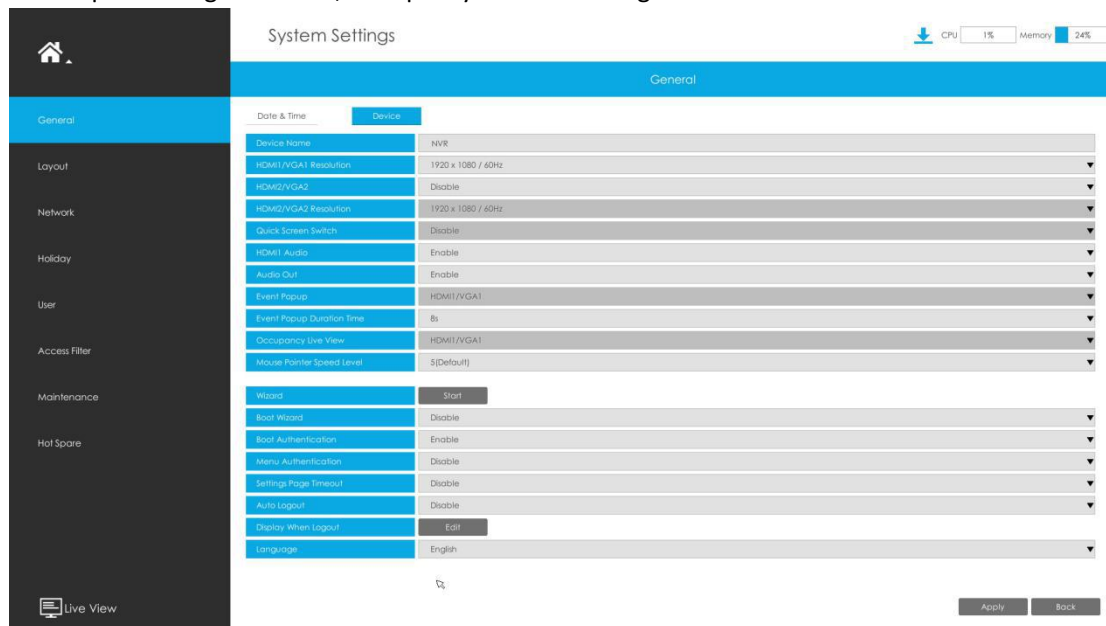 System Settings
CPU 1% Memory 24%
General
General
Layout
Network
Holiday
User
Access Filter
Maintenance
Hot Spare
Live View
Date & Time Device
Device Name NVR
HDMI1/VGA1 Resolution 1920 x 1080 / 60Hz
HDMI2/VGA2 Disable
HDMI2/VGA2 Resolution 1920 x 1080 / 60Hz
Quick Screen Switch Disable
HDMI1 Audio Enable
Audio Out Enable
Event Popup HDMI1/VGA1
Event Popup Duration Time 8s
Occupancy Live View HDMI1/VGA1
Mouse Pointer Speed Level 5(Default)
Wizard Start
Boot Wizard Disable
Boot Authentication Enable
Menu Authentication Disable
Settings Page Timeout Disable
Auto Logout Disable
Display When Logout Edit
Language English
Apply Back